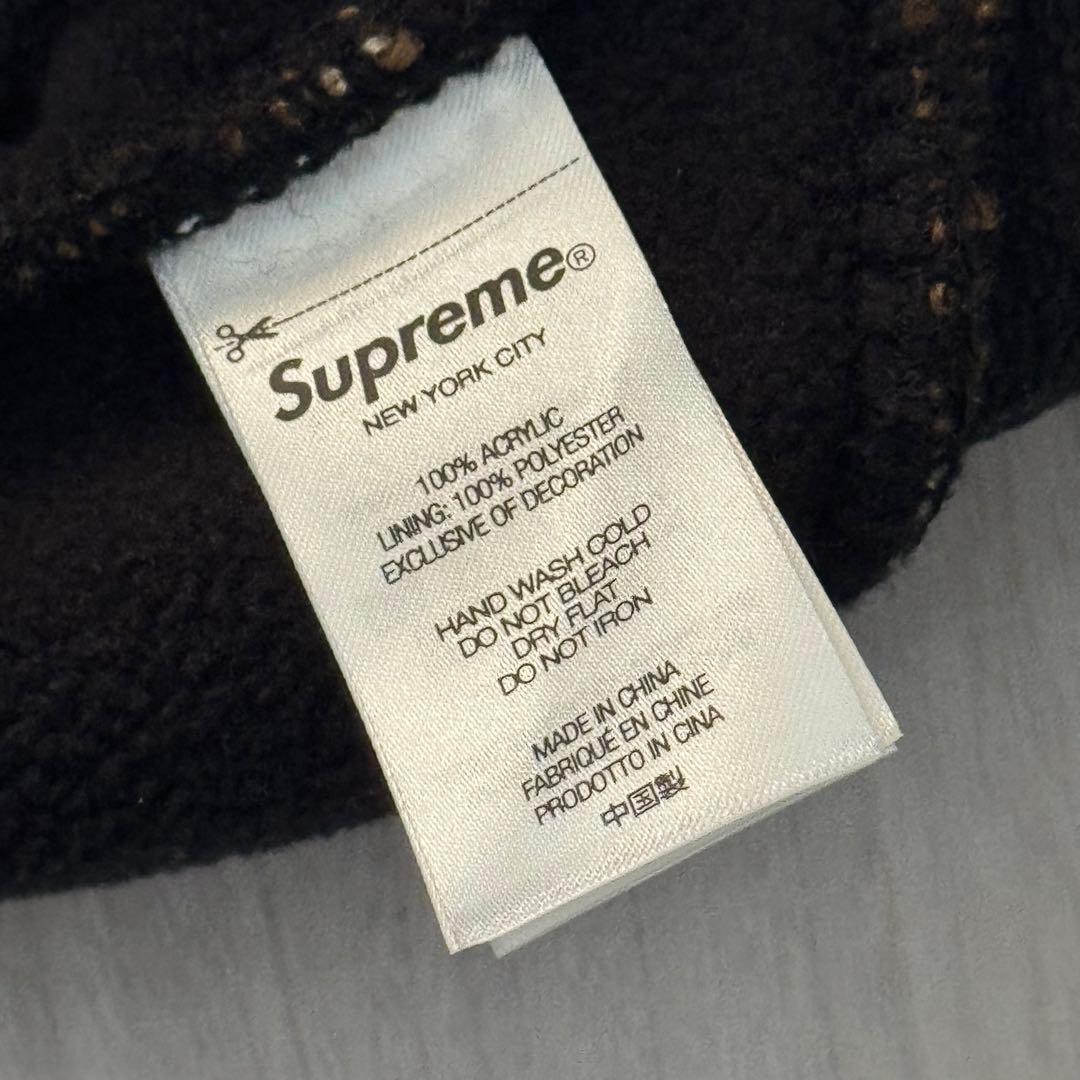 Supreme®
NEW YORK CITY
100% ACRYLIC
LINING: 100% POLYESTER
EXCLUSIVE OF DECORATION
HAND WASH COLD
DO NOT BLEACH
DRY FLAT
DO NOT IRON
MADE IN CHINA
FABRIQUÉ EN CHINE
PRODOTTO IN CINA
中国製